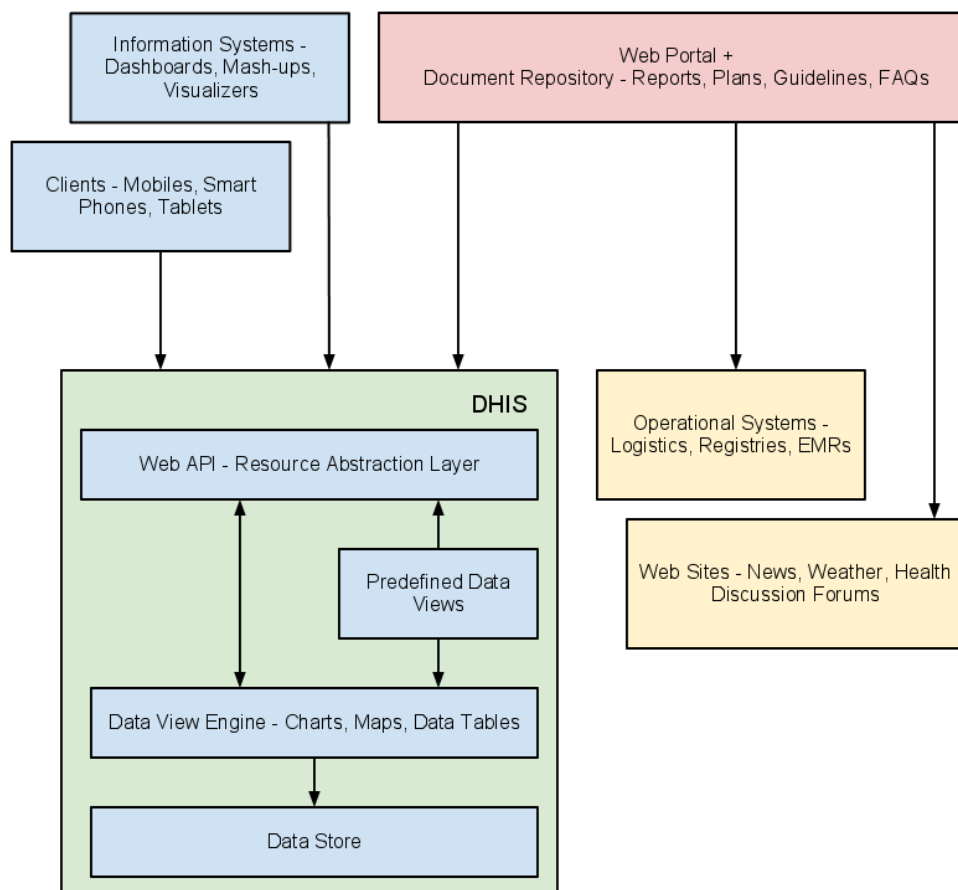 Information Systems -
Dashboards, Mash-ups,
Visualizers
Web Portal +
Document Repository - Reports, Plans, Guidelines, FAQs
Clients - Mobiles, Smart
Phones, Tablets
DHIS
Web API - Resource Abstraction Layer
Predefined Data
Views
Data View Engine - Charts, Maps, Data Tables
Data Store
Operational Systems -
Logistics, Registries, EMRs
Web Sites - News, Weather, Health
Discussion Forums